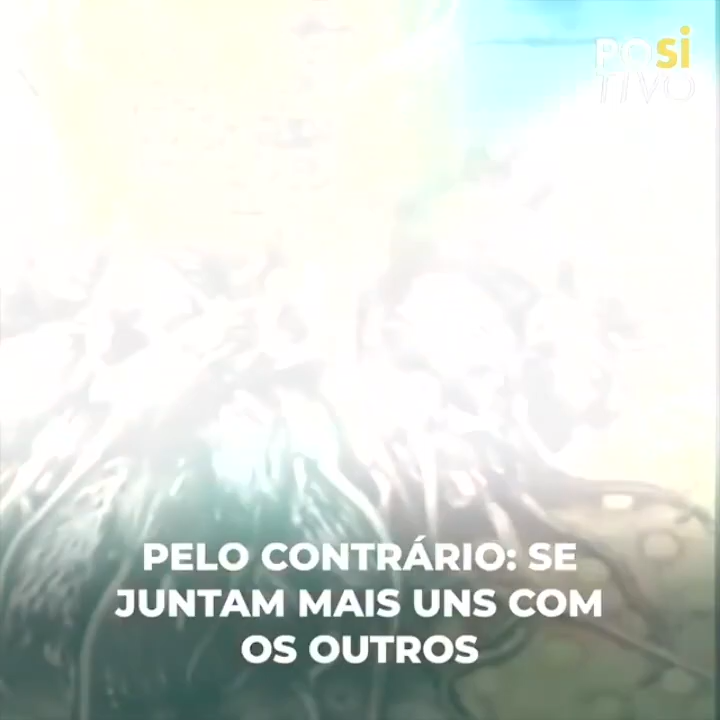 POSI
TIVO
PELO CONTRÁRIO: SE
JUNTAM MAIS UNS COM
OS OUTROS